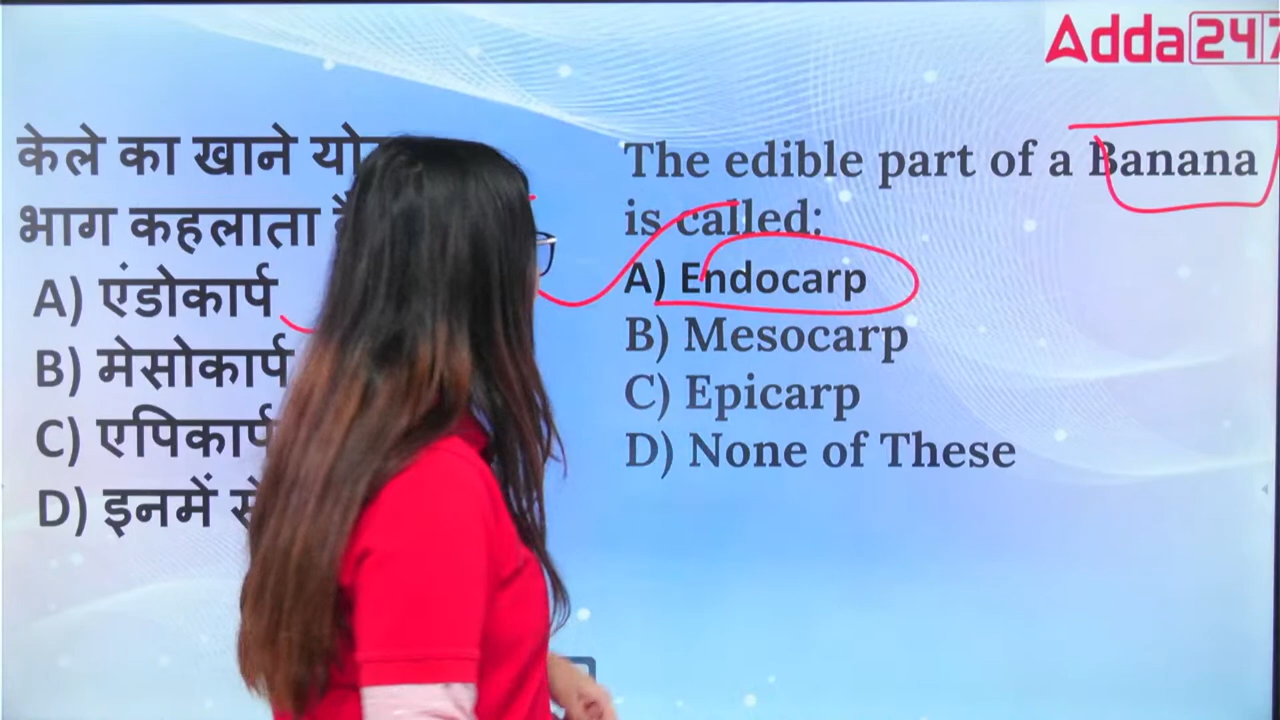 Adda247
केले का खाने
भाग कहलाता
A) एंडोकार्प
B) मेसोकार्प
C) एपिकार्प
D) इनमें
The edible part of a Banana
is called:
A) Endocarp
B) Mesocarp
C) Epicarp
D) None of These